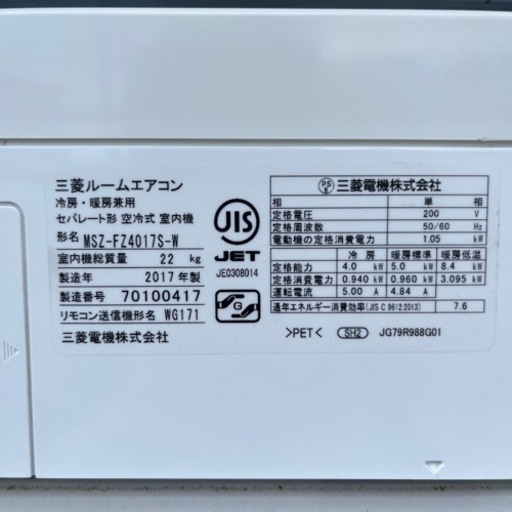 三菱ルームエアコン
冷房・暖房兼用
セパレート形 空冷式 室内機
形名 MSZ-FZ4017S-W
室内機総質量 22 kg
製造年 2017年製
製造番号 70100417
リモコン送信機形名 WG171
三菱電機株式会社
JIS
JET
JE0308014
G
PS
E
三菱電機株式会社
相 単 相
定格電圧 200 V
定格周波数 50/60 Hz
電動機の定格消費電力 1.05 kW
冷 房 暖房標準 暖房低温
定格能力 4.0 kW 5.0 kW 8.4 kW
定格消費電力 0.940 kW 0.960 kW 3.095 kW
運転電流 5.00 A 4.84 A
通年エネルギー消費効率(JIS C 9612:2013) 7.6
>PET< SH2 JG79R988G01